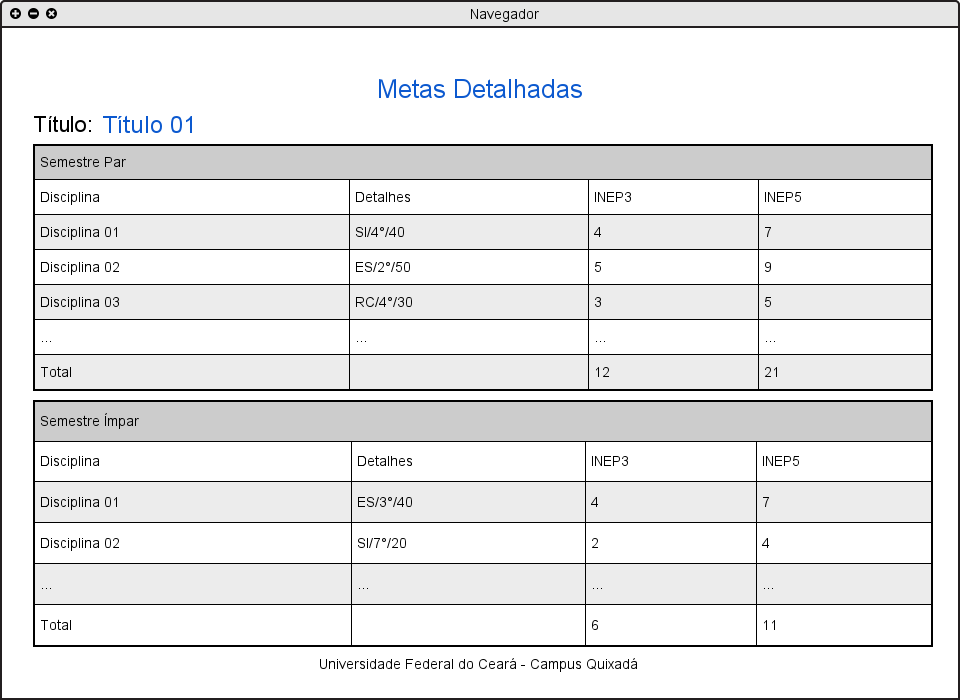 Navegador
Metas Detalhadas
Título: Título 01
Semestre Par
Disciplina Detalhes INEP3 INEP5
Disciplina 01 SI/4°/40 4 7
Disciplina 02 ES/2°/50 5 9
Disciplina 03 RC/4°/30 3 5
... ... ... ...
Total 12 21
Semestre Ímpar
Disciplina Detalhes INEP3 INEP5
Disciplina 01 ES/3°/40 4 7
Disciplina 02 SI/7°/20 2 4
... ... ... ...
Total 6 11
Universidade Federal do Ceará - Campus Quixadá